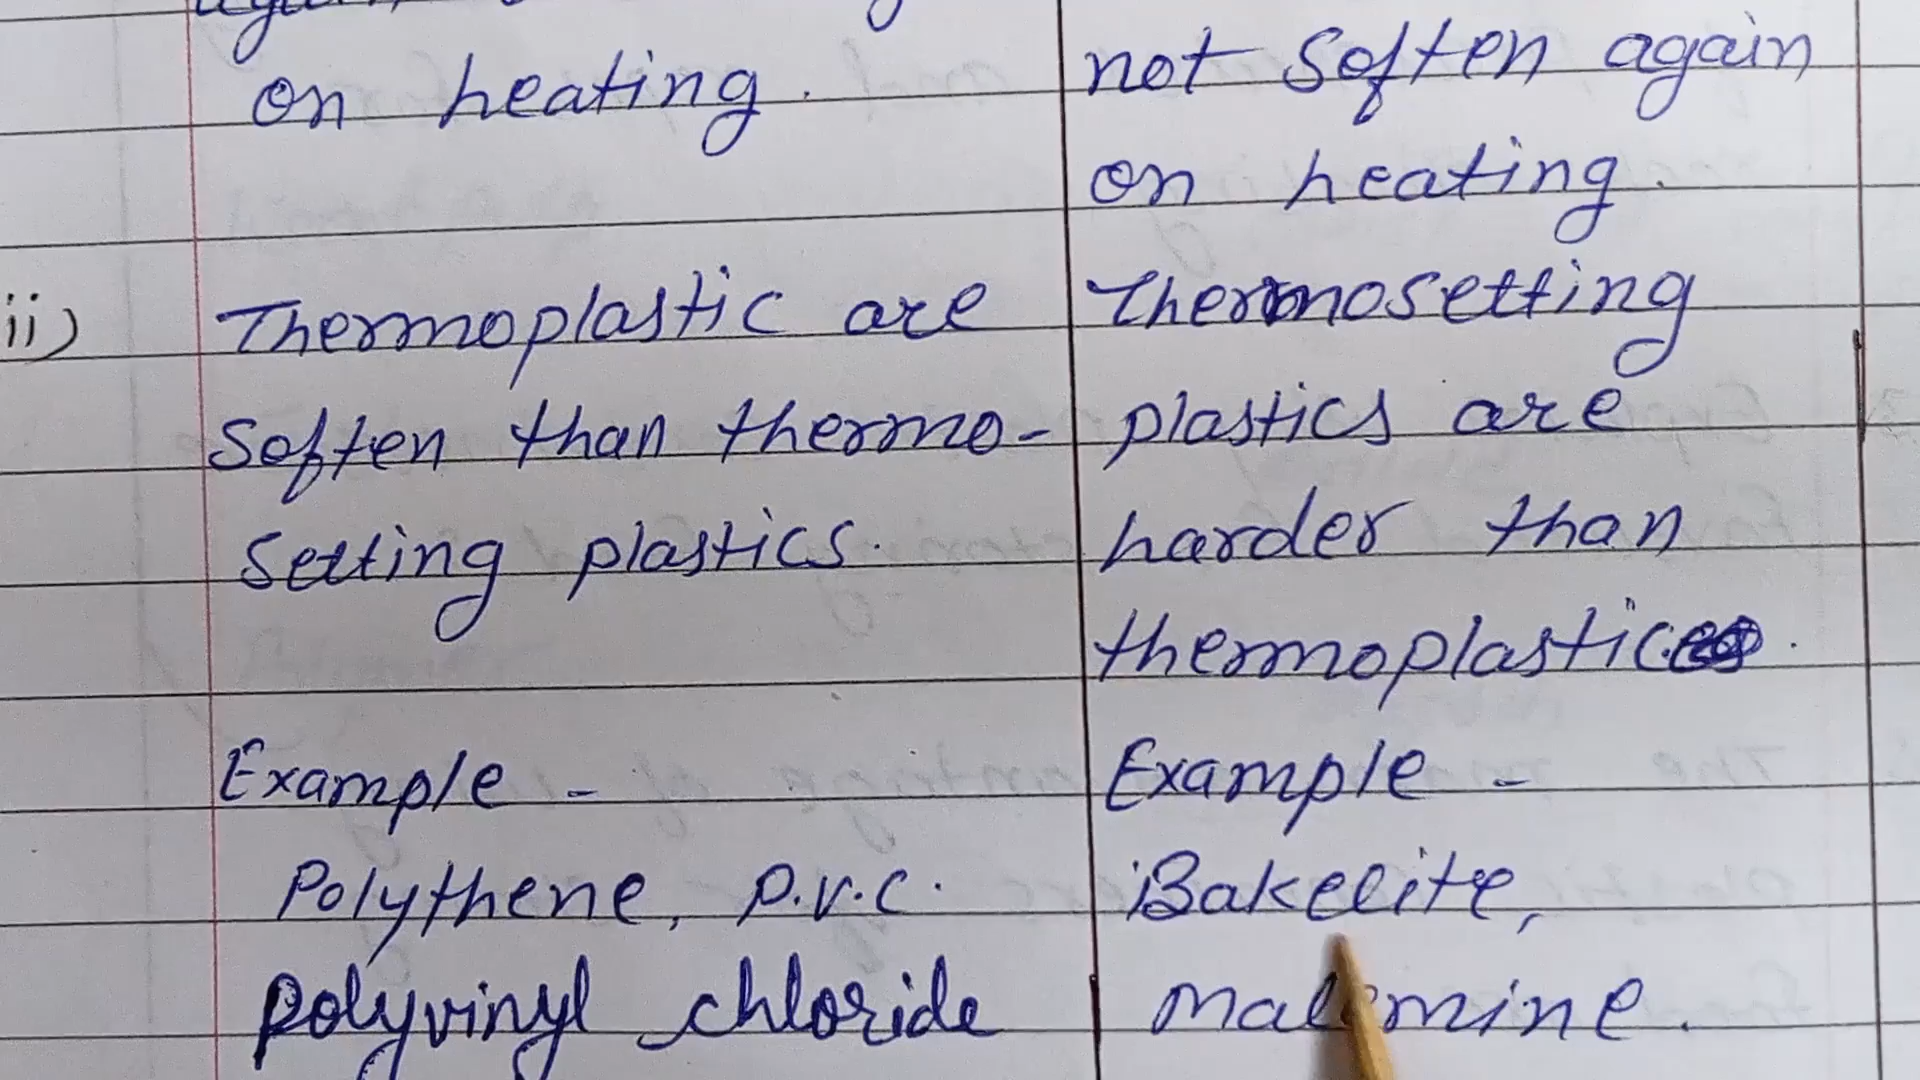 on heating.
not Soften again
on heating.
ii) Thermoplastic are
Soften than thermo-
Setting plastics.
Thermosetting
plastics are
harder than
thermoplastic.
Example -
Polythene, P.V.C.
polyvinyl chloride
Example -
Bakelite,
malemine.